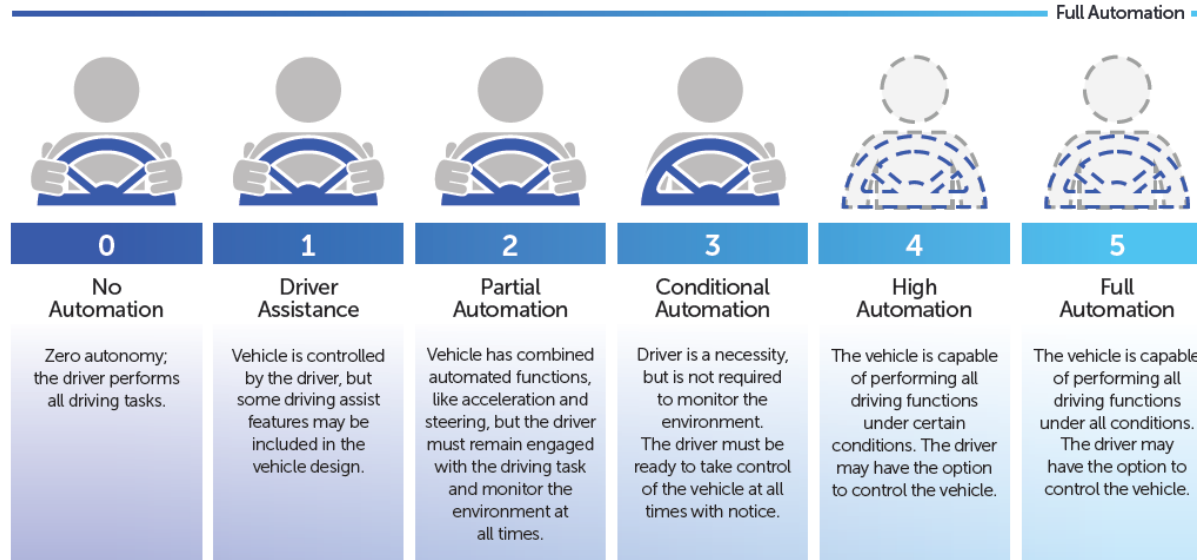 Full Automation
0
No
Automation
Zero autonomy;
the driver performs
all driving tasks.
1
Driver
Assistance
Vehicle is controlled
by the driver, but
some driving assist
features may be
included in the
vehicle design.
2
Partial
Automation
Vehicle has combined
automated functions,
like acceleration and
steering, but the driver
must remain engaged
with the driving task
and monitor the
environment at
all times.
3
Conditional
Automation
Driver is a necessity,
but is not required
to monitor the
environment.
The driver must be
ready to take control
of the vehicle at all
times with notice.
4
High
Automation
The vehicle is capable
of performing all
driving functions
under certain
conditions. The driver
may have the option
to control the vehicle.
5
Full
Automation
The vehicle is capable
of performing all
driving functions
under all conditions.
The driver may
have the option to
control the vehicle.